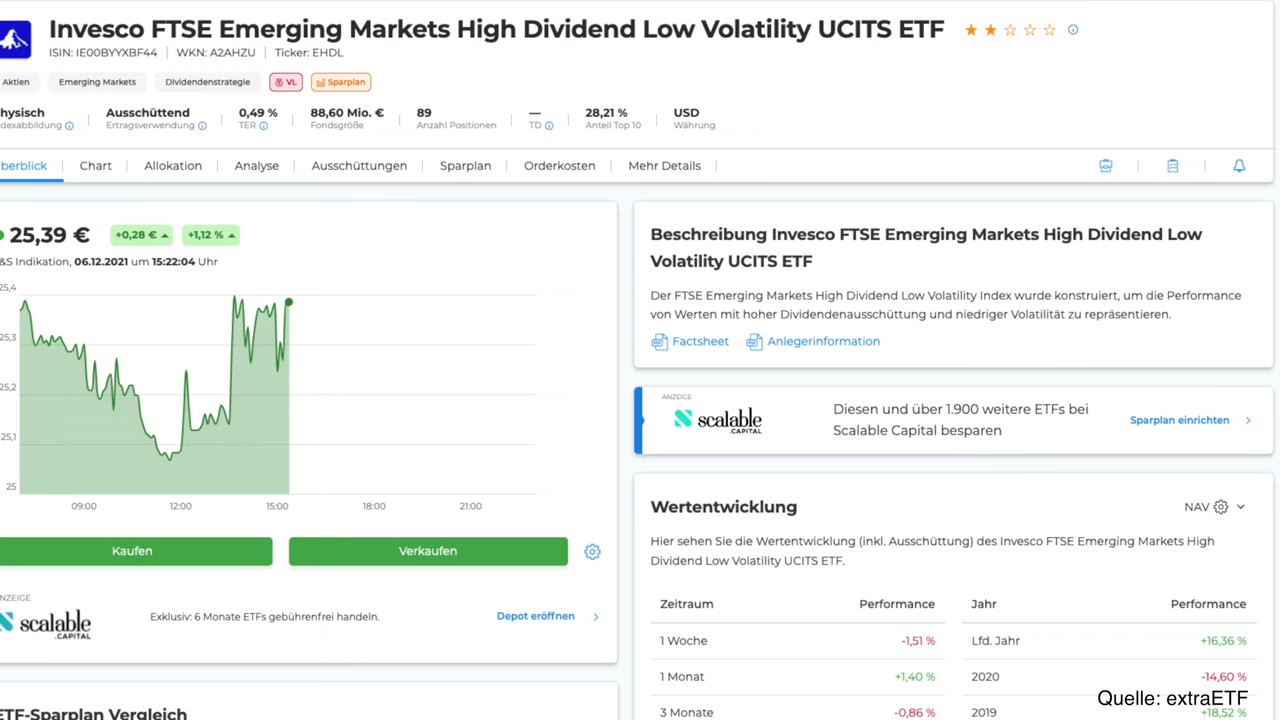 Invesco FTSE Emerging Markets High Dividend Low Volatility UCITS ETF
ISIN: IE00BYYXBF44 WKN: A2AHZU Ticker: EHDL
Aktien Emerging Markets Dividendenstrategie VL Sparplan
hysisch Ausschüttend 0,49 % 88,60 Mio. € 89 — 28,21 % USD
dexabbildung Ertragsverwendung TER Fondsgröße Anzahl Positionen TD Anteil Top 10 Währung
berblick Chart Allokation Analyse Ausschüttungen Sparplan Orderkosten Mehr Details
25,39 € +0,28 € +1,12 %
&S Indikation, 06.12.2021 um 15:22:04 Uhr
25,4
25,3
25,2
25,1
25
09:00 12:00 15:00 18:00 21:00
Kaufen Verkaufen
NZEIGE
scalable
.CAPITAL
Exklusiv: 6 Monate ETFs gebührenfrei handeln.
Depot eröffnen
ETF-Sparplan Vergleich
Beschreibung Invesco FTSE Emerging Markets High Dividend Low
Volatility UCITS ETF
Der FTSE Emerging Markets High Dividend Low Volatility Index wurde konstruiert, um die Performance
von Werten mit hoher Dividendenausschüttung und niedriger Volatilität zu repräsentieren.
Factsheet Anlegerinformation
ANZEIGE
scalable
.CAPITAL
Diesen und über 1.900 weitere ETFs bei
Scalable Capital besparen
Sparplan einrichten
Wertentwicklung NAV
Hier sehen Sie die Wertentwicklung (inkl. Ausschüttung) des Invesco FTSE Emerging Markets High
Dividend Low Volatility UCITS ETF.
Zeitraum Performance Jahr Performance
1 Woche -1,51 % Lfd. Jahr +16,36 %
1 Monat +1,40 % 2020 -14,60 %
3 Monate -0,86 % 2019 +18,52 %
Quelle: extraETF